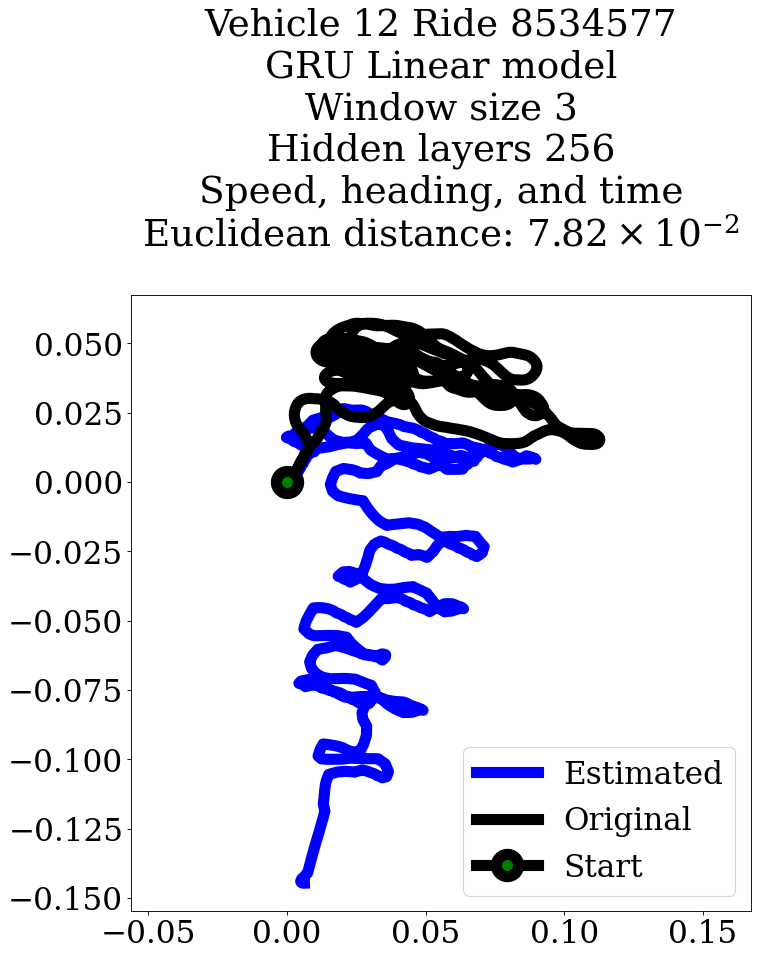 Vehicle 12 Ride 8534577
GRU Linear model
Window size 3
Hidden layers 256
Speed, heading, and time
Euclidean distance: 7.82 × 10⁻²
0.050
0.025
0.000
−0.025
−0.050
−0.075
−0.100
−0.125
−0.150
Estimated
Original
Start
−0.05 0.00 0.05 0.10 0.15